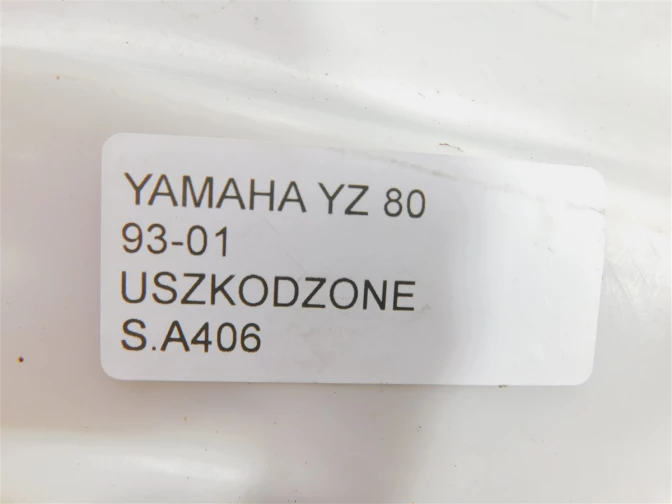 YAMAHA YZ 80
93-01
USZKODZONE
S.A406